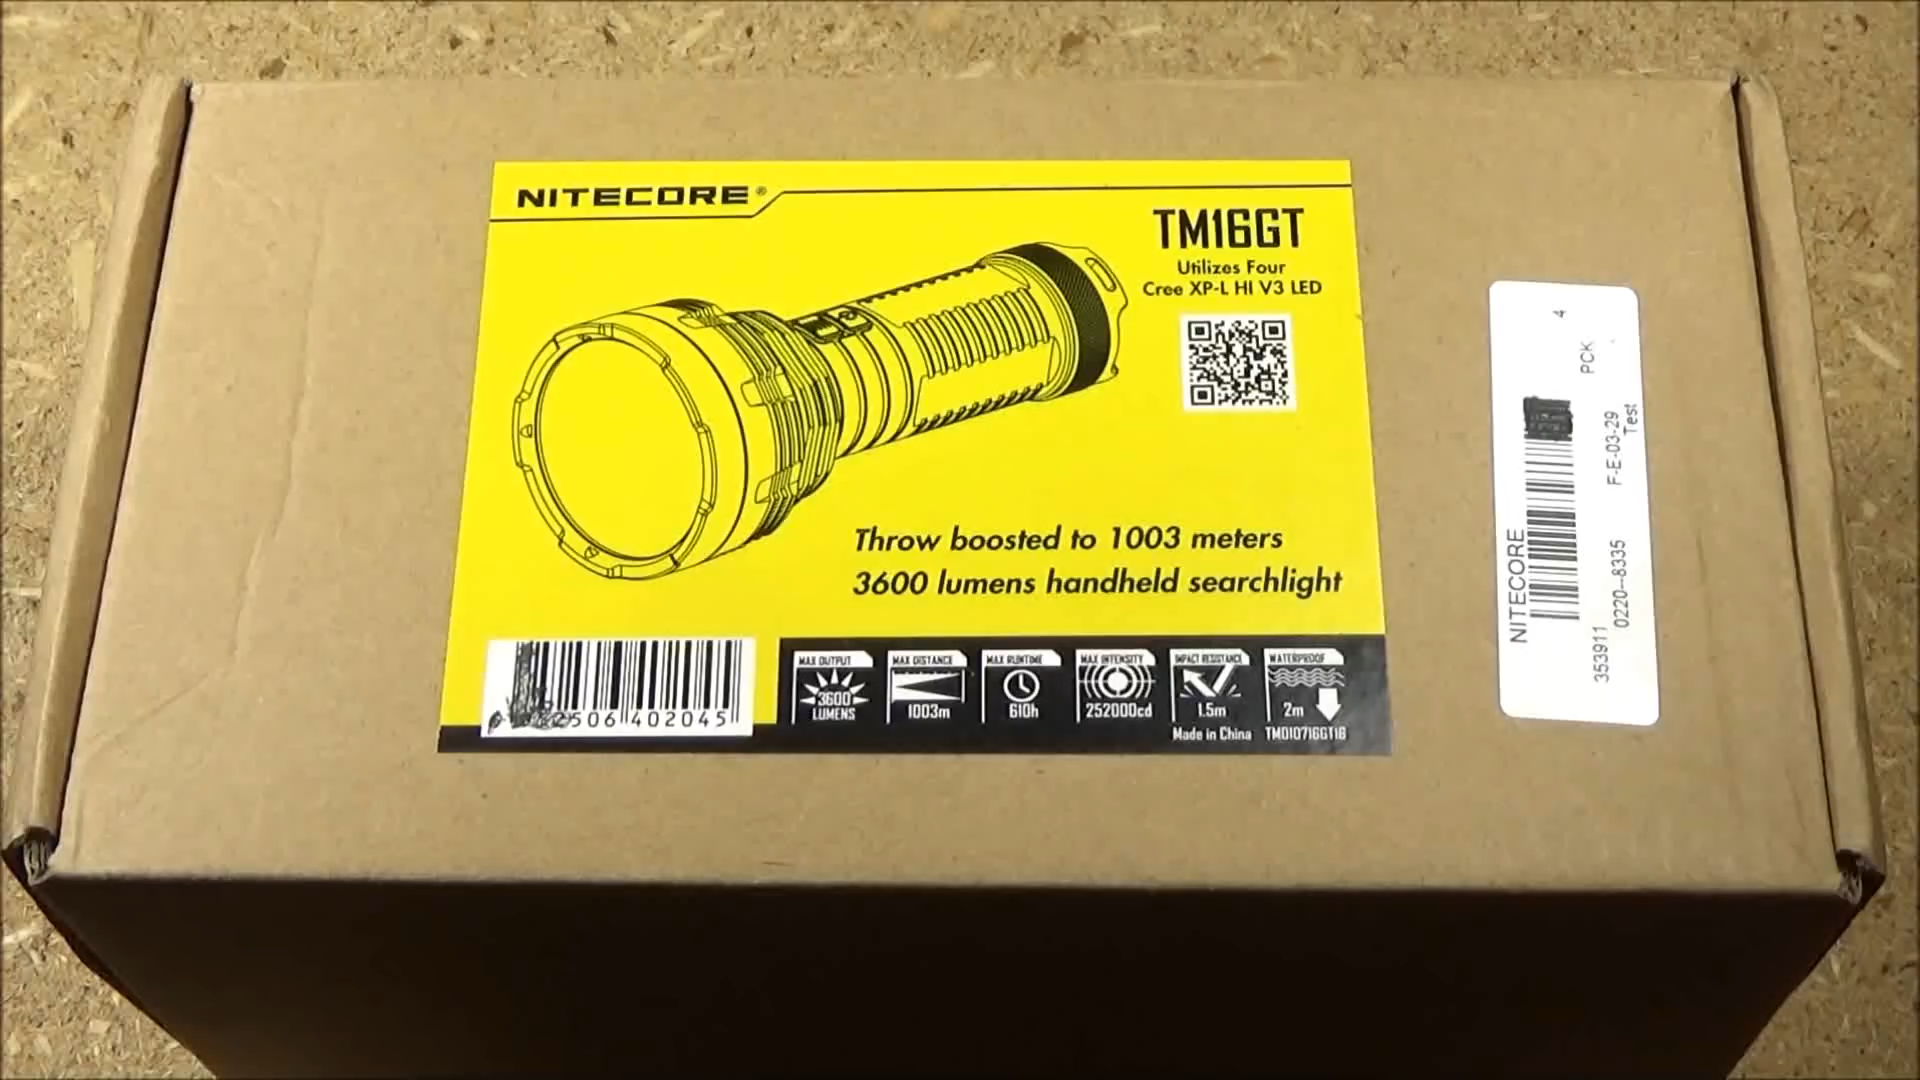 NITECORE®
TM16GT
Utilizes Four
Cree XP-L HI V3 LED
Throw boosted to 1003 meters
3600 lumens handheld searchlight
2506 402045
MAX OUTPUT
3600
LUMENS
MAX DISTANCE
1003m
MAX RUNTIME
610h
MAX INTENSITY
252000cd
IMPACT RESISTANCE
1.5m
WATERPROOF
2m
Made in China
TM010716GT16
NITECORE
4
PCK
353911
0220--8335
F-E-03-29
Test